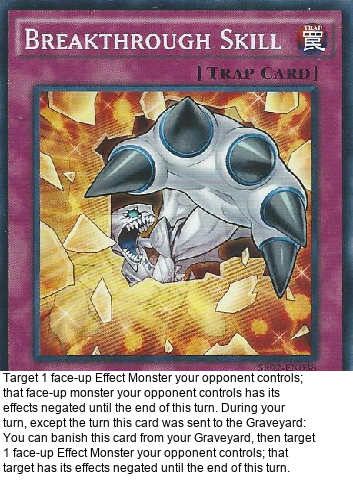 BREAKTHROUGH SKILL
TRAP
罠
[ TRAP CARD ]
Target 1 face-up Effect Monster your opponent controls;
that face-up monster your opponent controls has its
effects negated until the end of this turn. During your
turn, except the turn this card was sent to the Graveyard:
You can banish this card from your Graveyard, then target
1 face-up Effect Monster your opponent controls; that
target has its effects negated until the end of this turn.